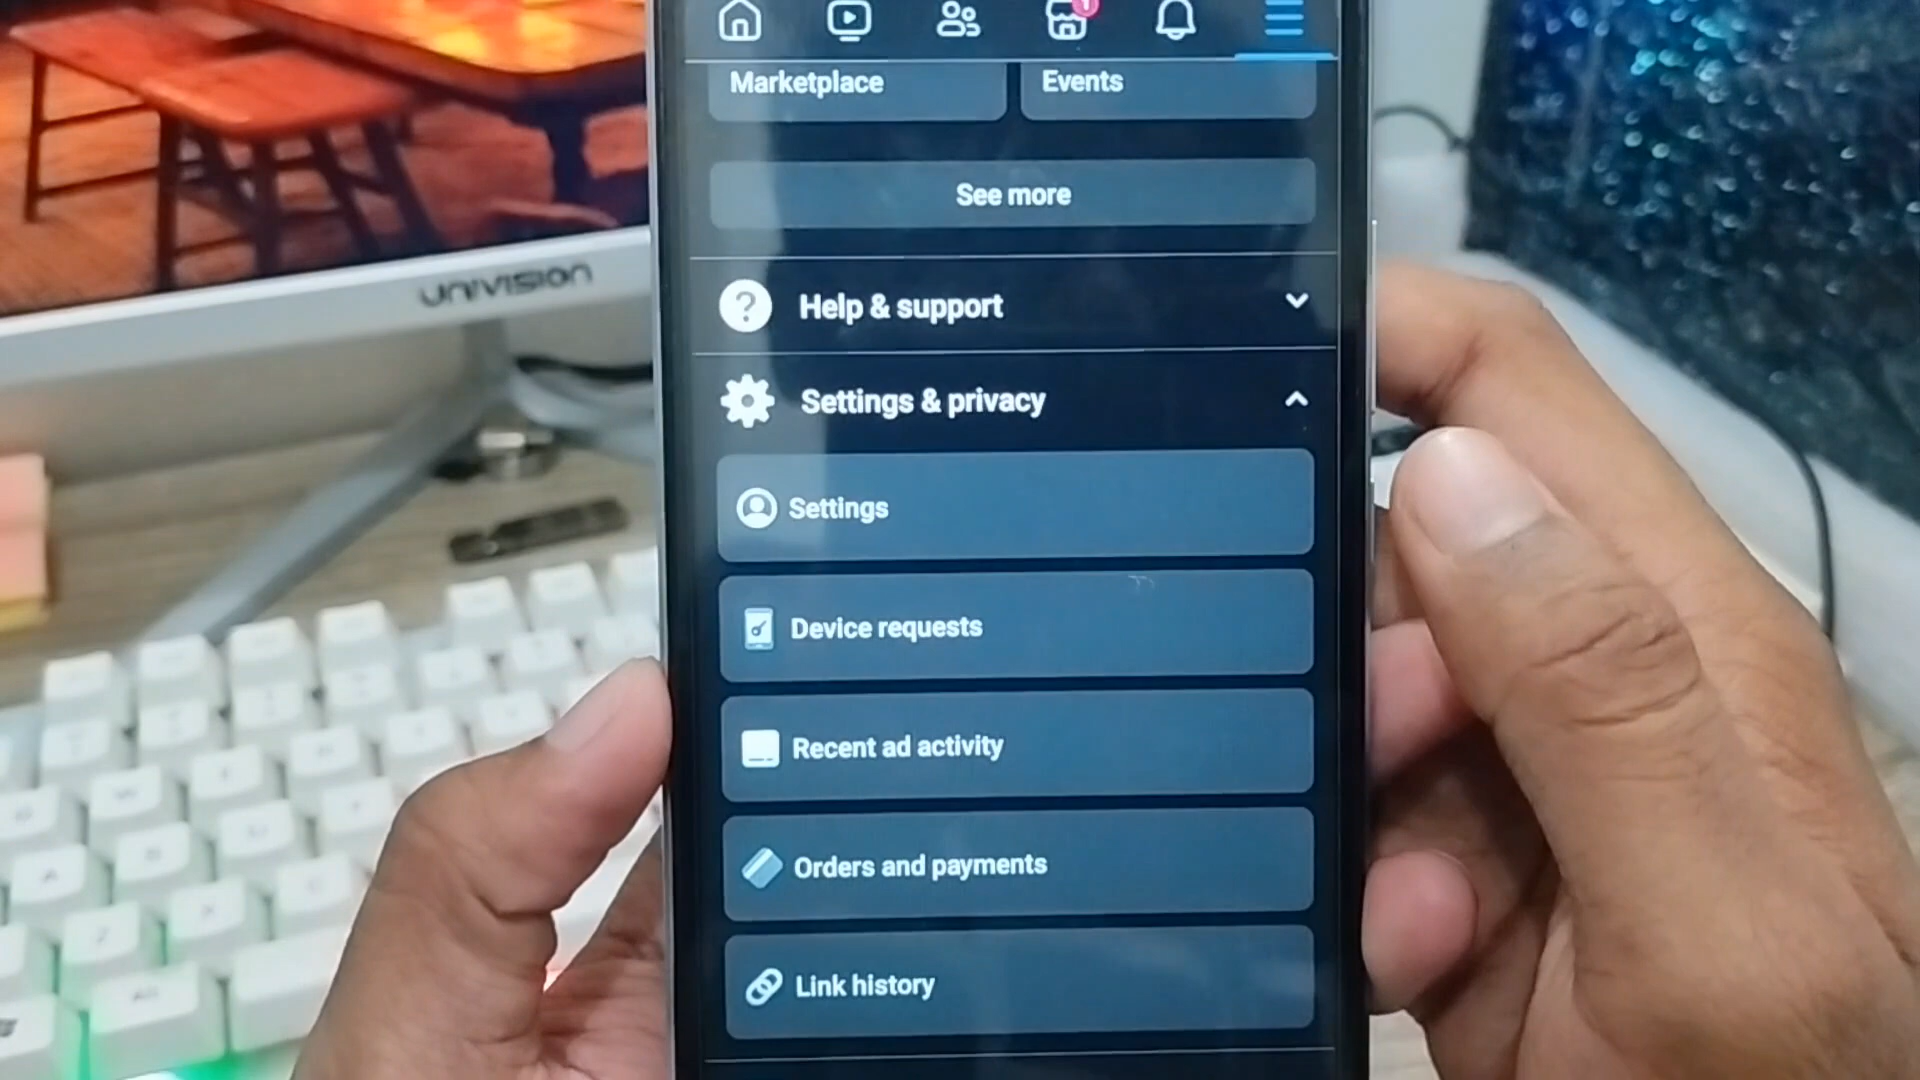 1
Marketplace
Events
See more
UNIVISION
Help & support
Settings & privacy
Settings
Device requests
Recent ad activity
Orders and payments
Link history